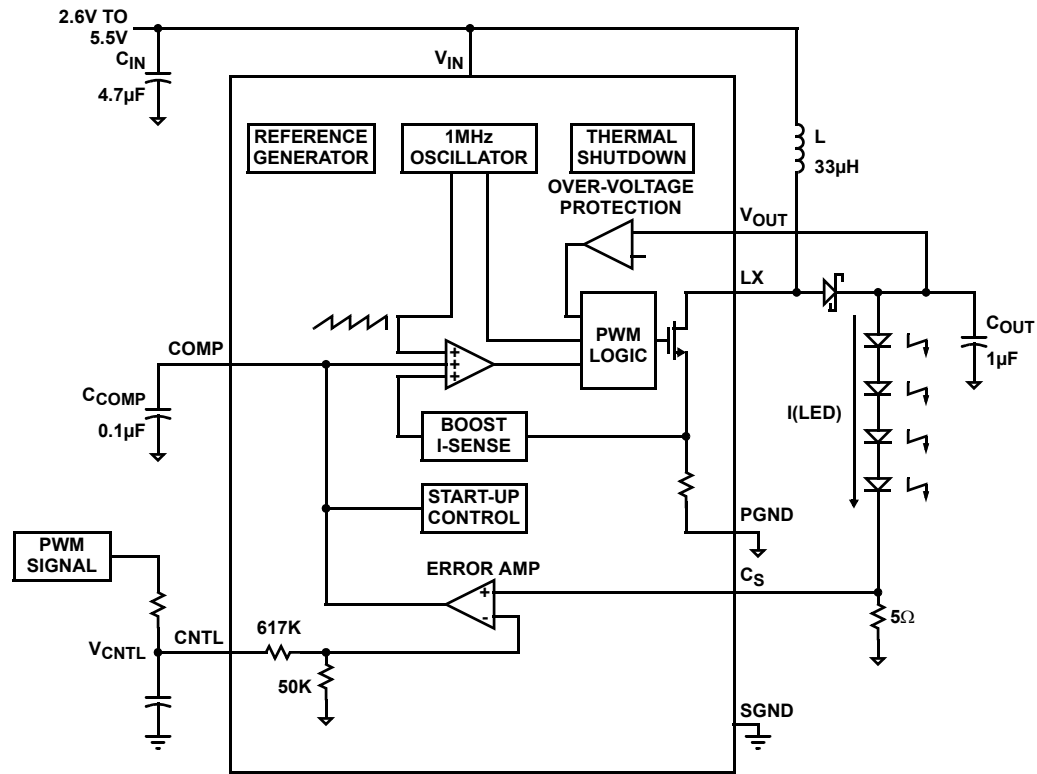 2.6V TO
5.5V
CIN
4.7µF
VIN
REFERENCE
GENERATOR
1MHz
OSCILLATOR
THERMAL
SHUTDOWN
L
33µH
OVER-VOLTAGE
PROTECTION
VOUT
LX
PWM
LOGIC
COUT
1µF
COMP
+
+
+
CCOMP
0.1µF
BOOST
I-SENSE
I(LED)
START-UP
CONTROL
PGND
PWM
SIGNAL
ERROR AMP
CS
+
-
5Ω
CNTL
617K
VCNTL
50K
SGND